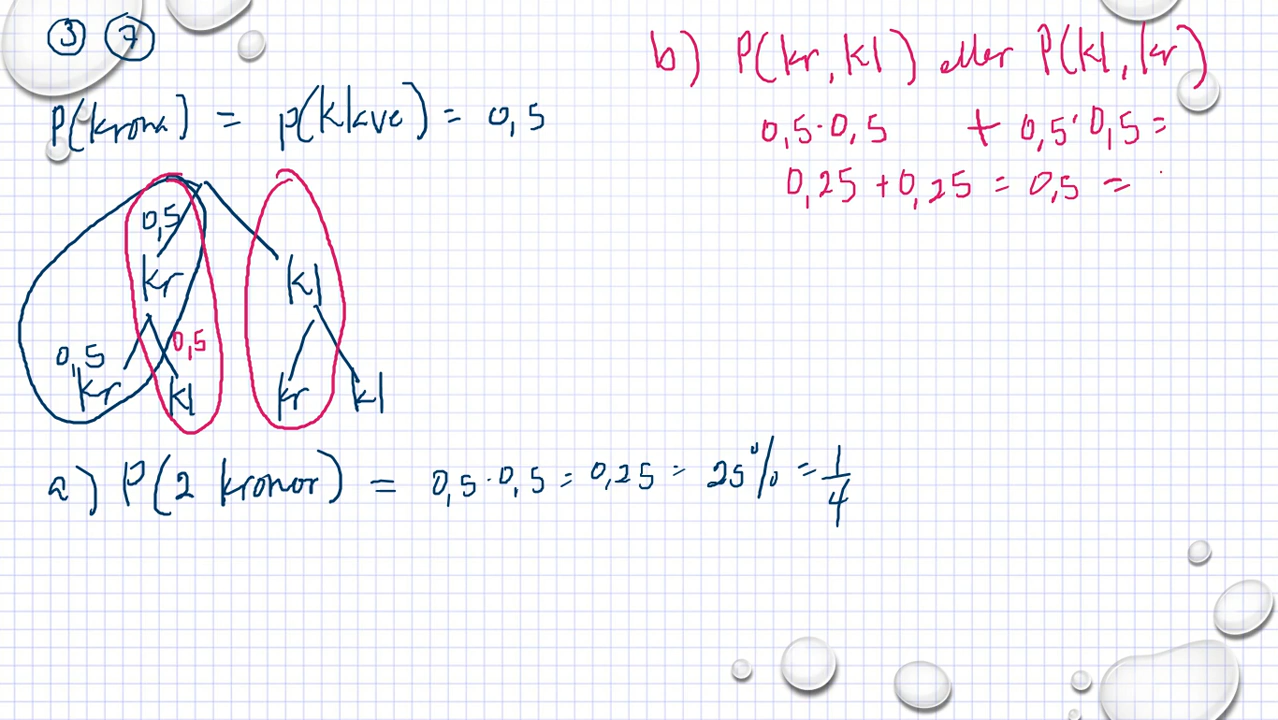 3 7
P(krona) = P(klave) = 0,5
0,5
kr kl
0,5 0,5
kr kl kr kl
a) P(2 kronor) = 0,5·0,5 = 0,25 = 25% = 1/4
b) P(kr, kl) eller P(kl, kr)
0,5·0,5 + 0,5·0,5 =
0,25 + 0,25 = 0,5 =